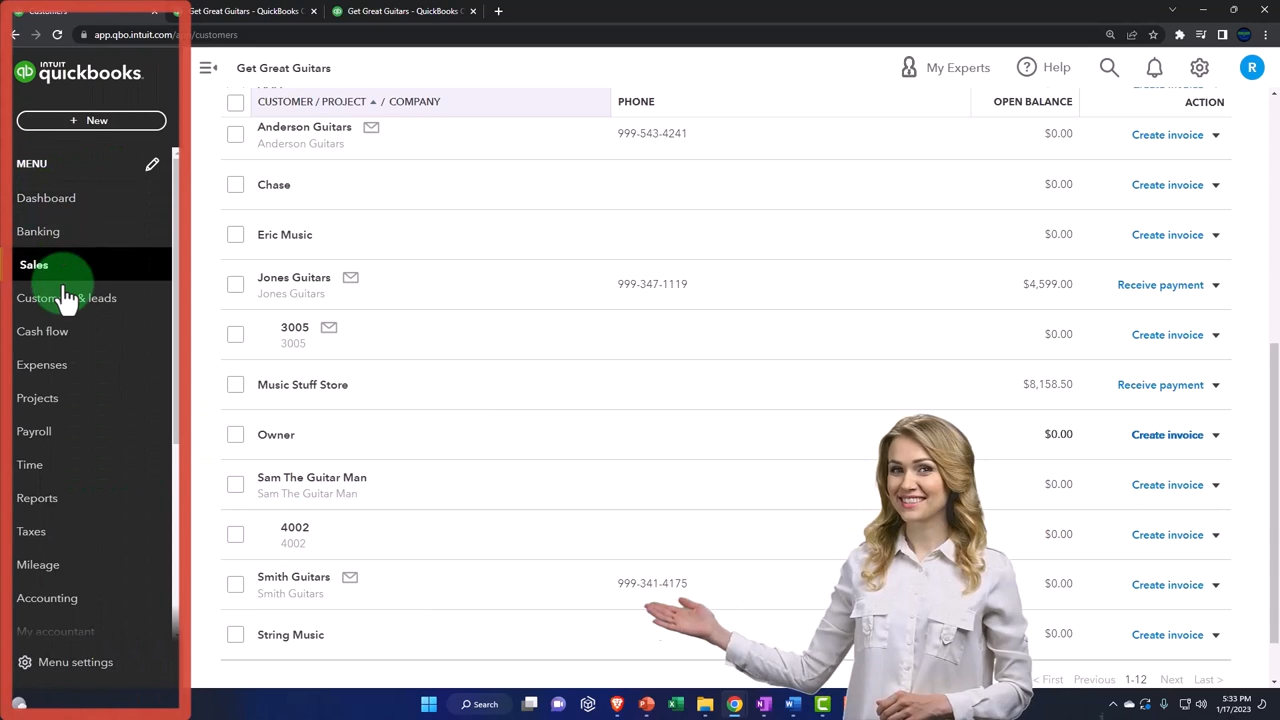 Customers
Get Great Guitars - QuickBooks C
Get Great Guitars - QuickBooks C
app.qbo.intuit.com/app/customers
INTUIT
quickbooks.
Get Great Guitars
My Experts
Help
R
+ New
CUSTOMER / PROJECT / COMPANY
PHONE
OPEN BALANCE
ACTION
MENU
Anderson Guitars
Anderson Guitars
999-543-4241
$0.00
Create invoice
Dashboard
Chase
$0.00
Create invoice
Banking
Eric Music
$0.00
Create invoice
Sales
Jones Guitars
Jones Guitars
999-347-1119
$4,599.00
Receive payment
& leads
Cash flow
3005
3005
$0.00
Create invoice
Expenses
Music Stuff Store
$8,158.50
Receive payment
Projects
Payroll
Owner
$0.00
Create invoice
Time
Sam The Guitar Man
Sam The Guitar Man
$0.00
Create invoice
Reports
Taxes
4002
4002
$0.00
Create invoice
Mileage
Smith Guitars
Smith Guitars
999-341-4175
$0.00
Create invoice
Accounting
My accountant
String Music
$0.00
Create invoice
Menu settings
< First Previous 1-12 Next Last >
Search
5:33 PM
1/17/2023